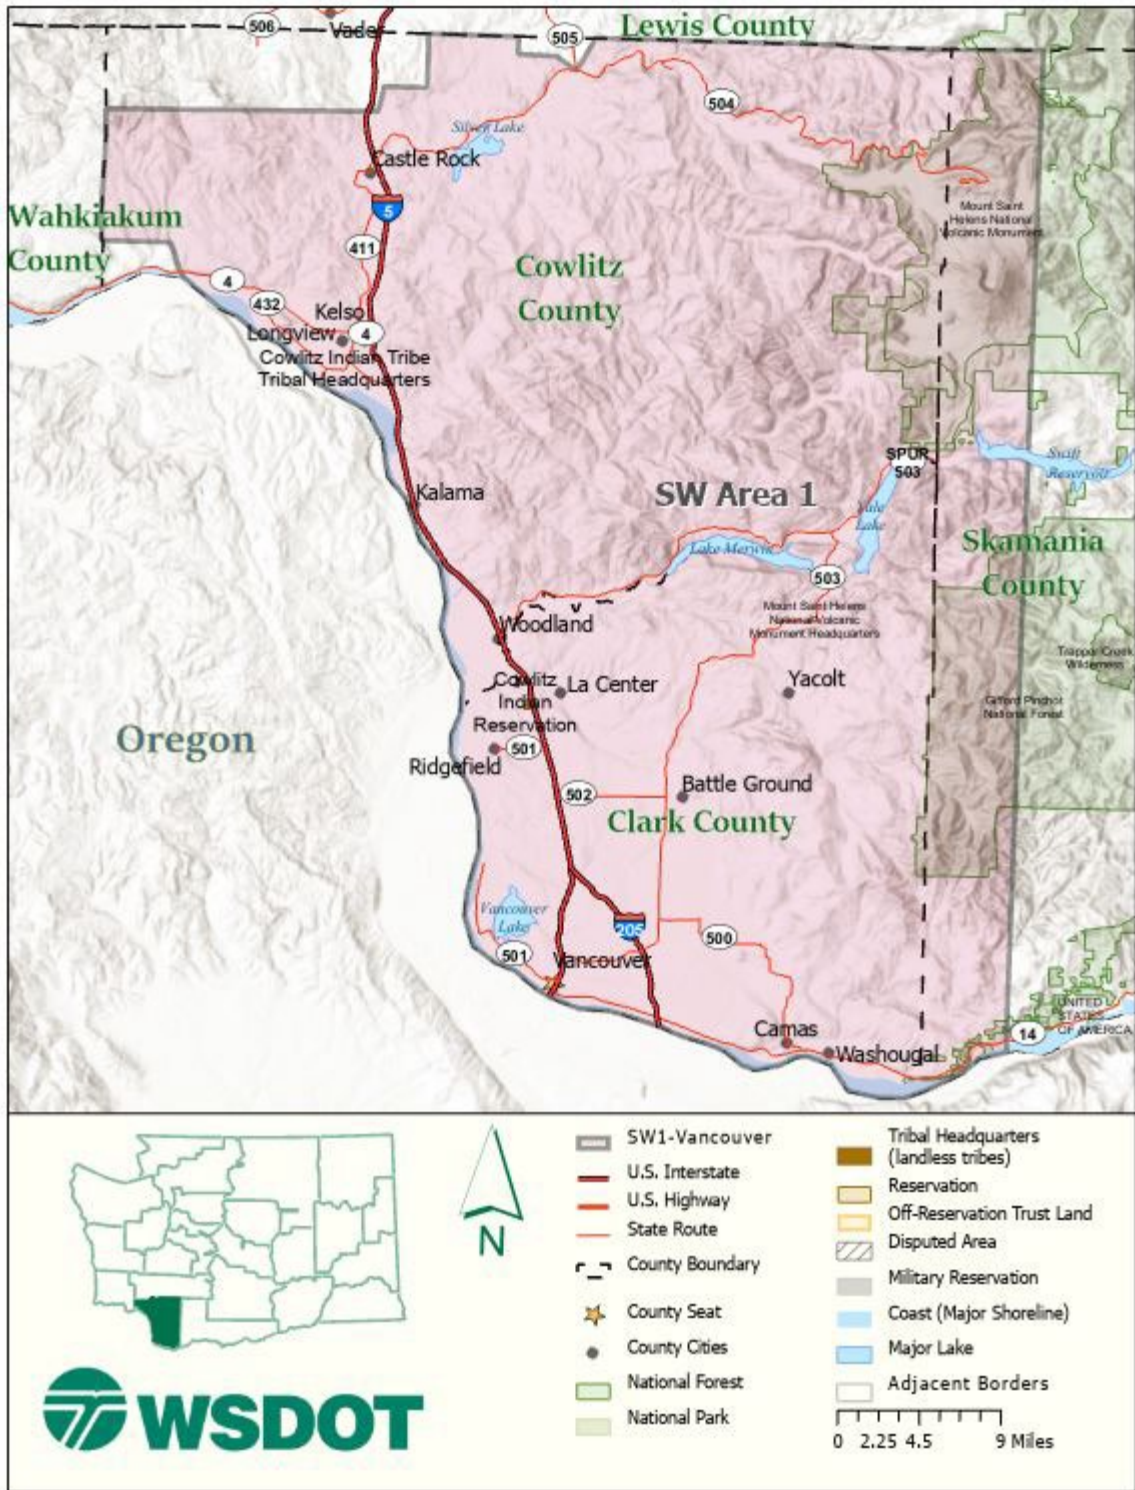 506
Vader
505
Lewis County
504
Silver Lake
Castle Rock
5
Mount Saint
Helens National
Volcanic Monument
Wahkiakum
County
411
Cowlitz
County
4
432
Kelso
Longview
4
Cowlitz Indian Tribe
Tribal Headquarters
SPUR
503
Swift
Reservoir
Kalama
SW Area 1
Yale
Lake
Lake Merwin
Skamania
County
503
Mount Saint Helens
National Volcanic
Monument Headquarters
Woodland
Trapper Creek
Wilderness
Cowlitz
Indian
Reservation
La Center
Yacolt
Gifford Pinchot
National Forest
Oregon
501
Ridgefield
502
Battle Ground
Clark County
Vancouver
Lake
205
500
501
Vancouver
UNITED
STATES
OF AMERICA
Camas
14
Washougal
SW1-Vancouver
U.S. Interstate
U.S. Highway
State Route
County Boundary
County Seat
County Cities
National Forest
National Park
Tribal Headquarters
(landless tribes)
Reservation
Off-Reservation Trust Land
Disputed Area
Military Reservation
Coast (Major Shoreline)
Major Lake
Adjacent Borders
0 2.25 4.5 9 Miles
N
WSDOT